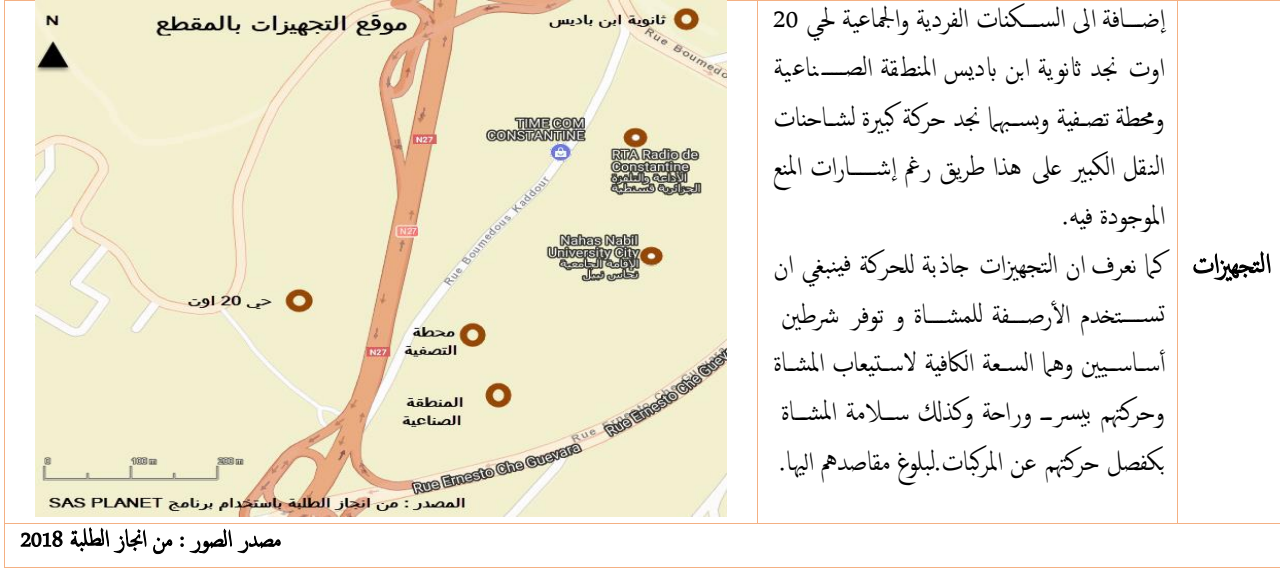 التجهيزات
إضافة الى السكنات الفردية والجماعية لحي 20
اوت نجد ثانوية ابن باديس المنطقة الصناعية
ومحطة تصفية وبسببها نجد حركة كبيرة لشاحنات
النقل الكبير على هذا طريق رغم إشارات المنع
الموجودة فيه.
كما نعرف ان التجهيزات جاذبة للحركة فينبغي ان
تستخدم الأرصفة للمشاة و توفر شرطين
أساسيين وهما السعة الكافية لاستيعاب المشاة
وحركتهم بيسر وراحة وكذلك سلامة المشاة
بكفصل حركتهم عن المركبات.لبلوغ مقاصدهم اليها.
N
موقع التجهيزات بالمقطع
ثانوية ابن باديس
Rue Boumedo
N27
TIME COM
CONSTANTINE
RTA Radio de
Constantine
الإذاعة والتلفزة
الجزائرية قسنطينة
Rue Boumedous Kaddour
N27
Nahas Nabil
University City
الإقامة الجامعية
نحاس نبيل
حي 20 اوت
محطة
التصفية
N27
المنطقة
الصناعية
Rue Ernesto Che Guev
Rue
Rue Ernesto Che Guevara
0 100 m 200 m
المصدر : من انجاز الطلبة باستخدام برنامج SAS PLANET
مصدر الصور : من انجاز الطلبة 2018